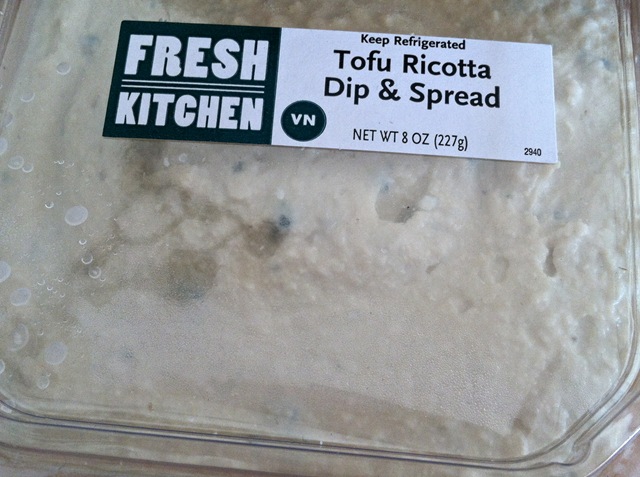 FRESH
KITCHEN
VN
Keep Refrigerated
Tofu Ricotta
Dip & Spread
NET WT 8 OZ (227g)
2940